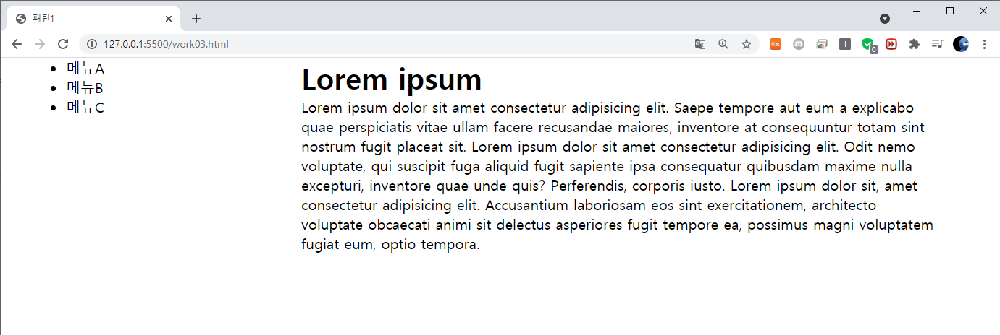 패턴1
127.0.0.1:5500/work03.html
EX
I
0
메뉴A
메뉴B
메뉴C
Lorem ipsum
Lorem ipsum dolor sit amet consectetur adipisicing elit. Saepe tempore aut eum a explicabo
quae perspiciatis vitae ullam facere recusandae maiores, inventore at consequuntur totam sint
nostrum fugit placeat sit. Lorem ipsum dolor sit amet consectetur adipisicing elit. Odit nemo
voluptate, qui suscipit fuga aliquid fugit sapiente ipsa consequatur quibusdam maxime nulla
excepturi, inventore quae unde quis? Perferendis, corporis iusto. Lorem ipsum dolor sit, amet
consectetur adipisicing elit. Accusantium laboriosam eos sint exercitationem, architecto
voluptate obcaecati animi sit delectus asperiores fugit tempore ea, possimus magni voluptatem
fugiat eum, optio tempora.